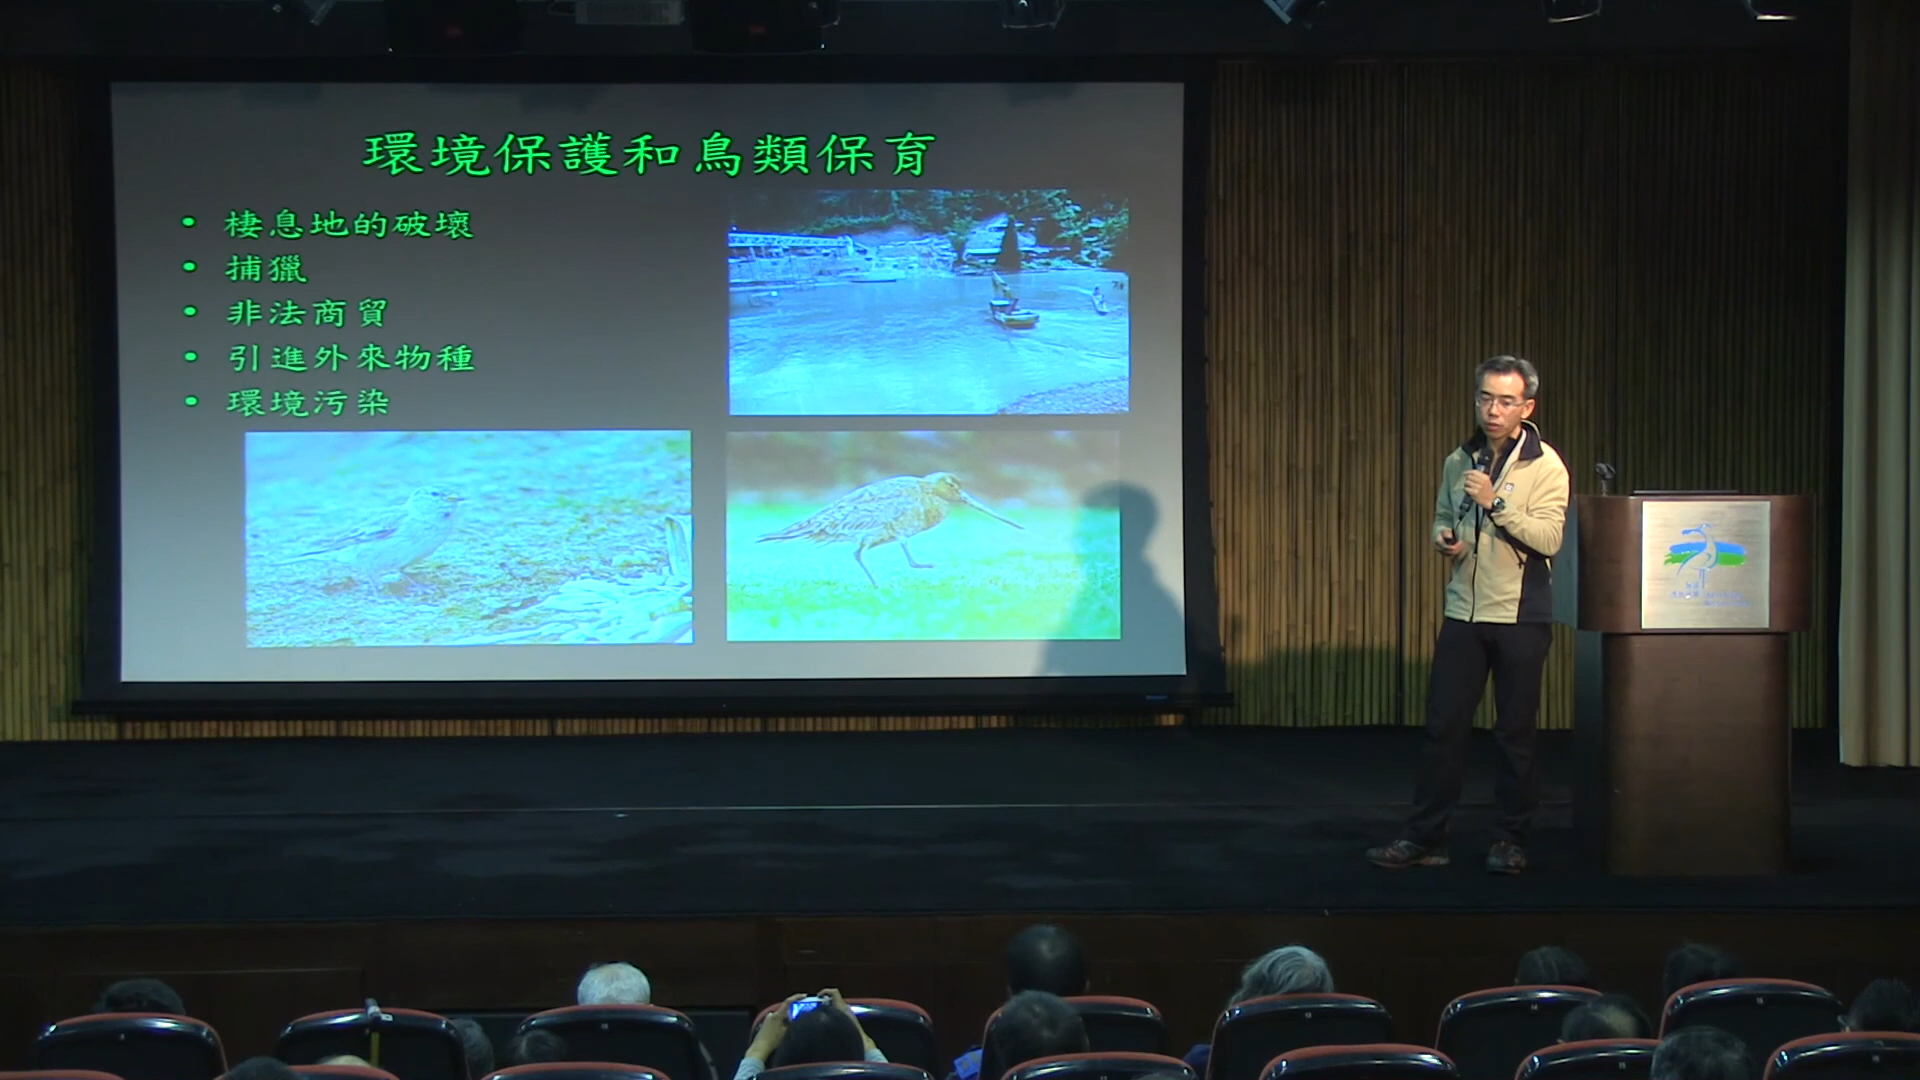 環境保護和鳥類保育
• 棲息地的破壞
• 捕獵
• 非法商貿
• 引進外來物種
• 環境污染